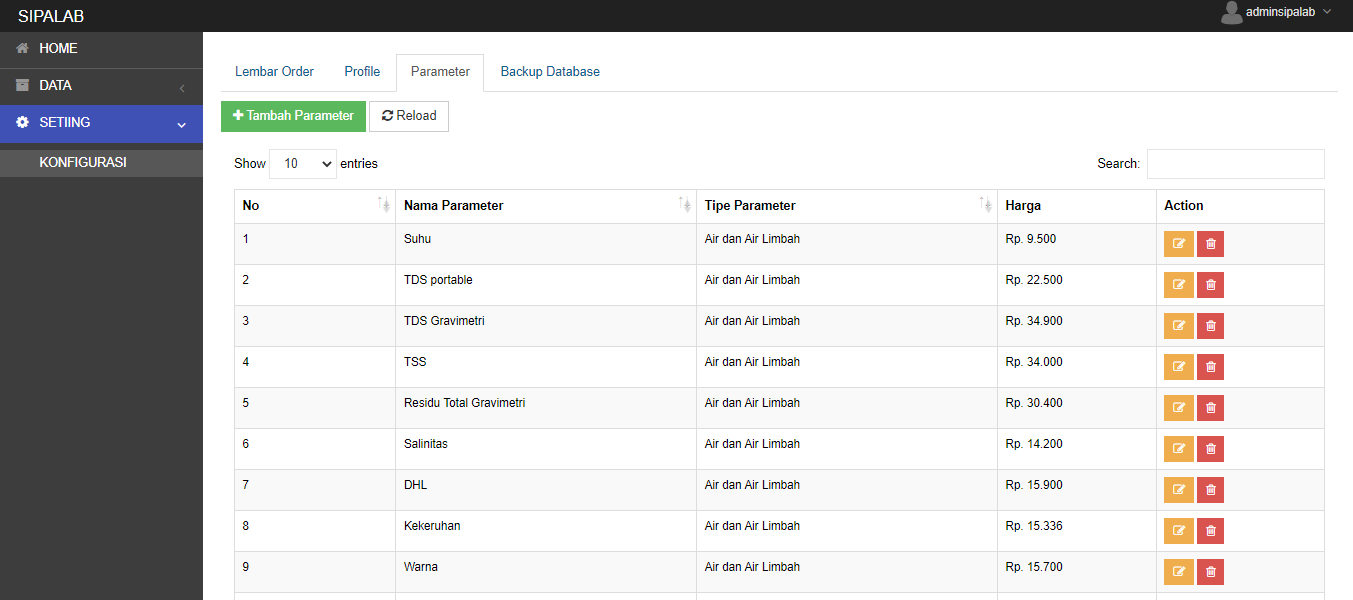 SIPALAB
adminsipalab
HOME
DATA
SETIING
KONFIGURASI
Lembar Order Profile Parameter Backup Database
Tambah Parameter Reload
Show 10 entries Search:
No Nama Parameter Tipe Parameter Harga Action
1 Suhu Air dan Air Limbah Rp. 9.500
2 TDS portable Air dan Air Limbah Rp. 22.500
3 TDS Gravimetri Air dan Air Limbah Rp. 34.900
4 TSS Air dan Air Limbah Rp. 34.000
5 Residu Total Gravimetri Air dan Air Limbah Rp. 30.400
6 Salinitas Air dan Air Limbah Rp. 14.200
7 DHL Air dan Air Limbah Rp. 15.900
8 Kekeruhan Air dan Air Limbah Rp. 15.336
9 Warna Air dan Air Limbah Rp. 15.700